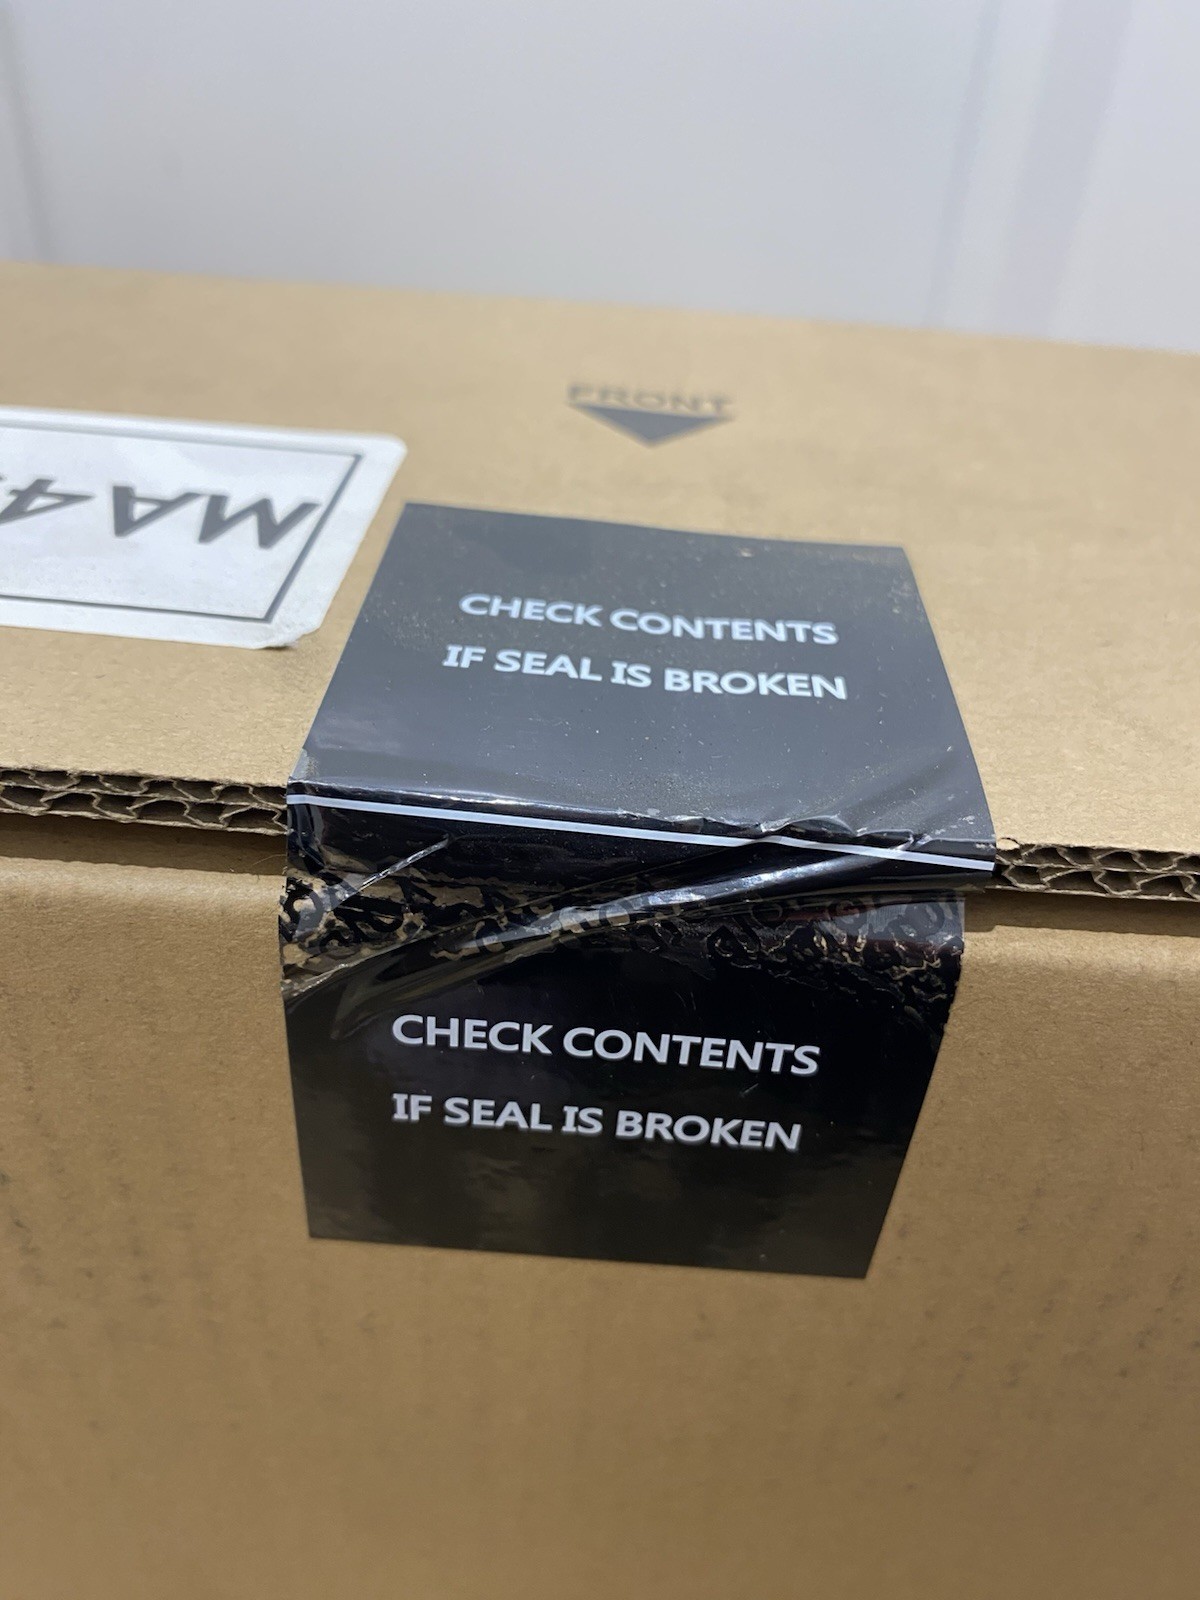 FRONT
MA4
CHECK CONTENTS
IF SEAL IS BROKEN
CHECK CONTENTS
IF SEAL IS BROKEN